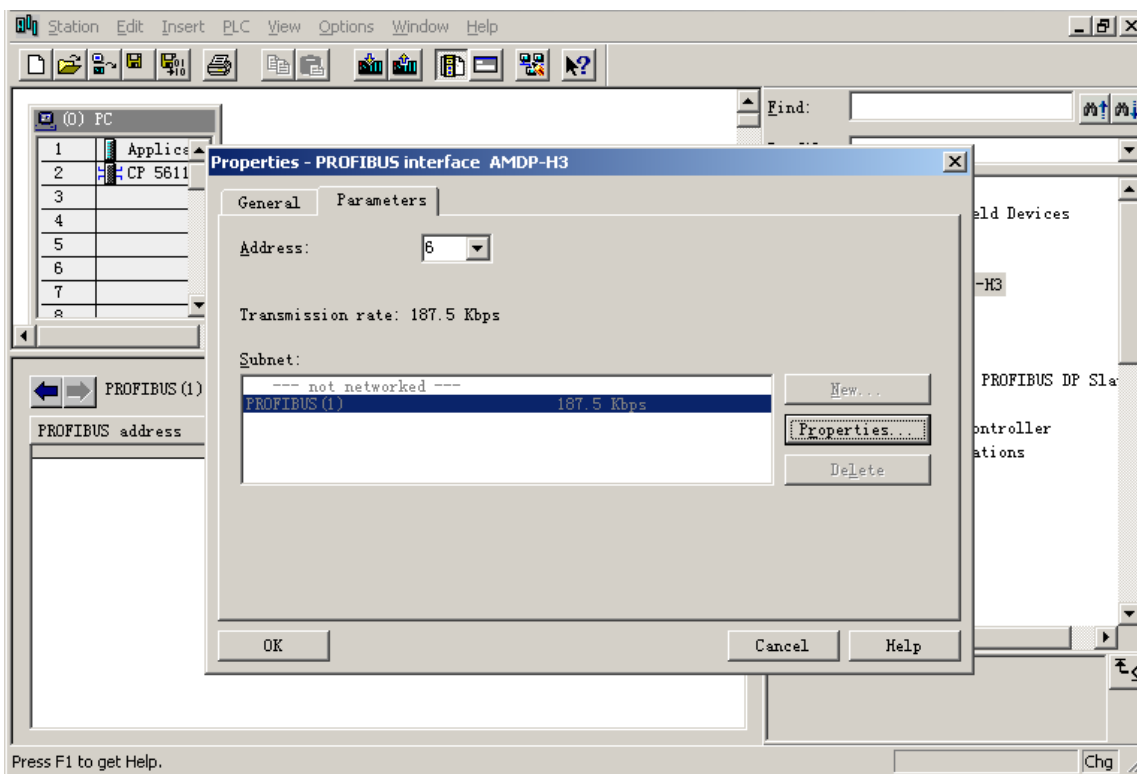 Station Edit Insert PLC View Options Window Help
Find:
(0) PC
1 Applica
2 CP 5611
3
4
5
6
7
8
Properties - PROFIBUS interface AMDP-H3
General Parameters
Address: 6
Transmission rate: 187.5 Kbps
Subnet:
--- not networked ---
PROFIBUS(1) 187.5 Kbps
New...
Properties...
Delete
OK Cancel Help
eld Devices
-H3
PROFIBUS DP Sla
ontroller
ations
PROFIBUS(1)
PROFIBUS address
Press F1 to get Help.
Chg